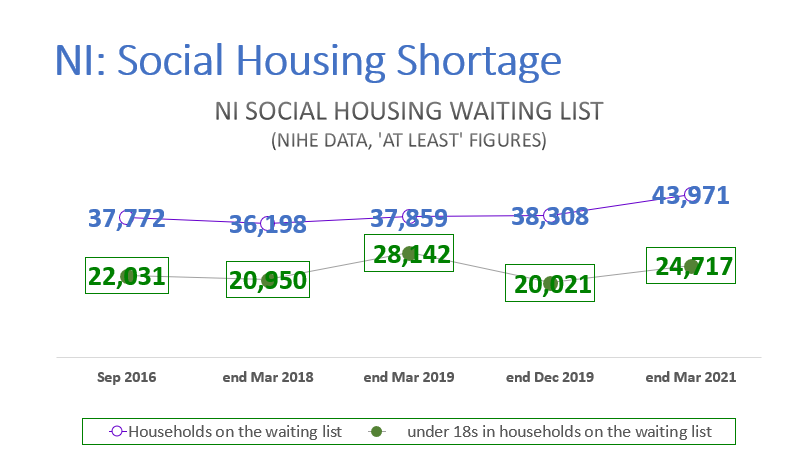 NI: Social Housing Shortage
NI SOCIAL HOUSING WAITING LIST
(NIHE DATA, 'AT LEAST' FIGURES)
37,772 36,198 37,859 38,308 43,971
22,031 20,950 28,142 20,021 24,717
Sep 2016 end Mar 2018 end Mar 2019 end Dec 2019 end Mar 2021
Households on the waiting list under 18s in households on the waiting list